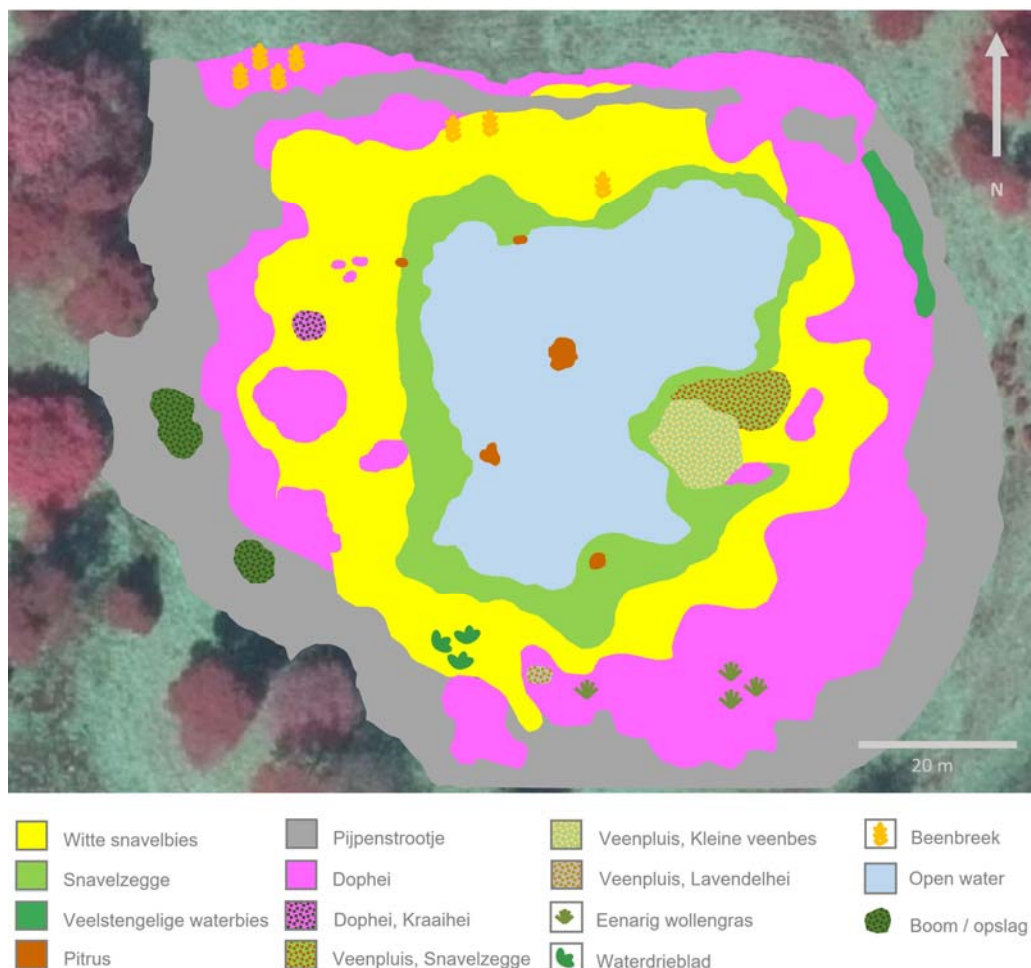 N
20 m
Witte snavelbies
Snavelzegge
Veelstengelige waterbies
Pitrus
Pijpenstrootje
Dophei
Dophei, Kraaihei
Veenpluis, Snavelzegge
Veenpluis, Kleine veenbes
Veenpluis, Lavendelhei
Eenarig wollengras
Waterdrieblad
Beenbreek
Open water
Boom / opslag